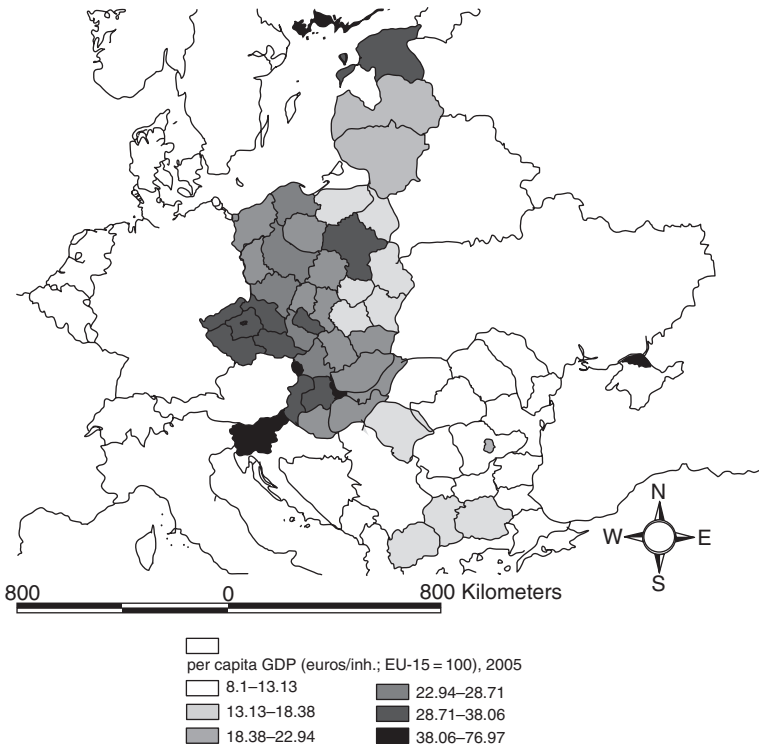 N
W E
S
800 0 800 Kilometers
per capita GDP (euros/inh.; EU-15 = 100), 2005
8.1–13.13 22.94–28.71
13.13–18.38 28.71–38.06
18.38–22.94 38.06–76.97